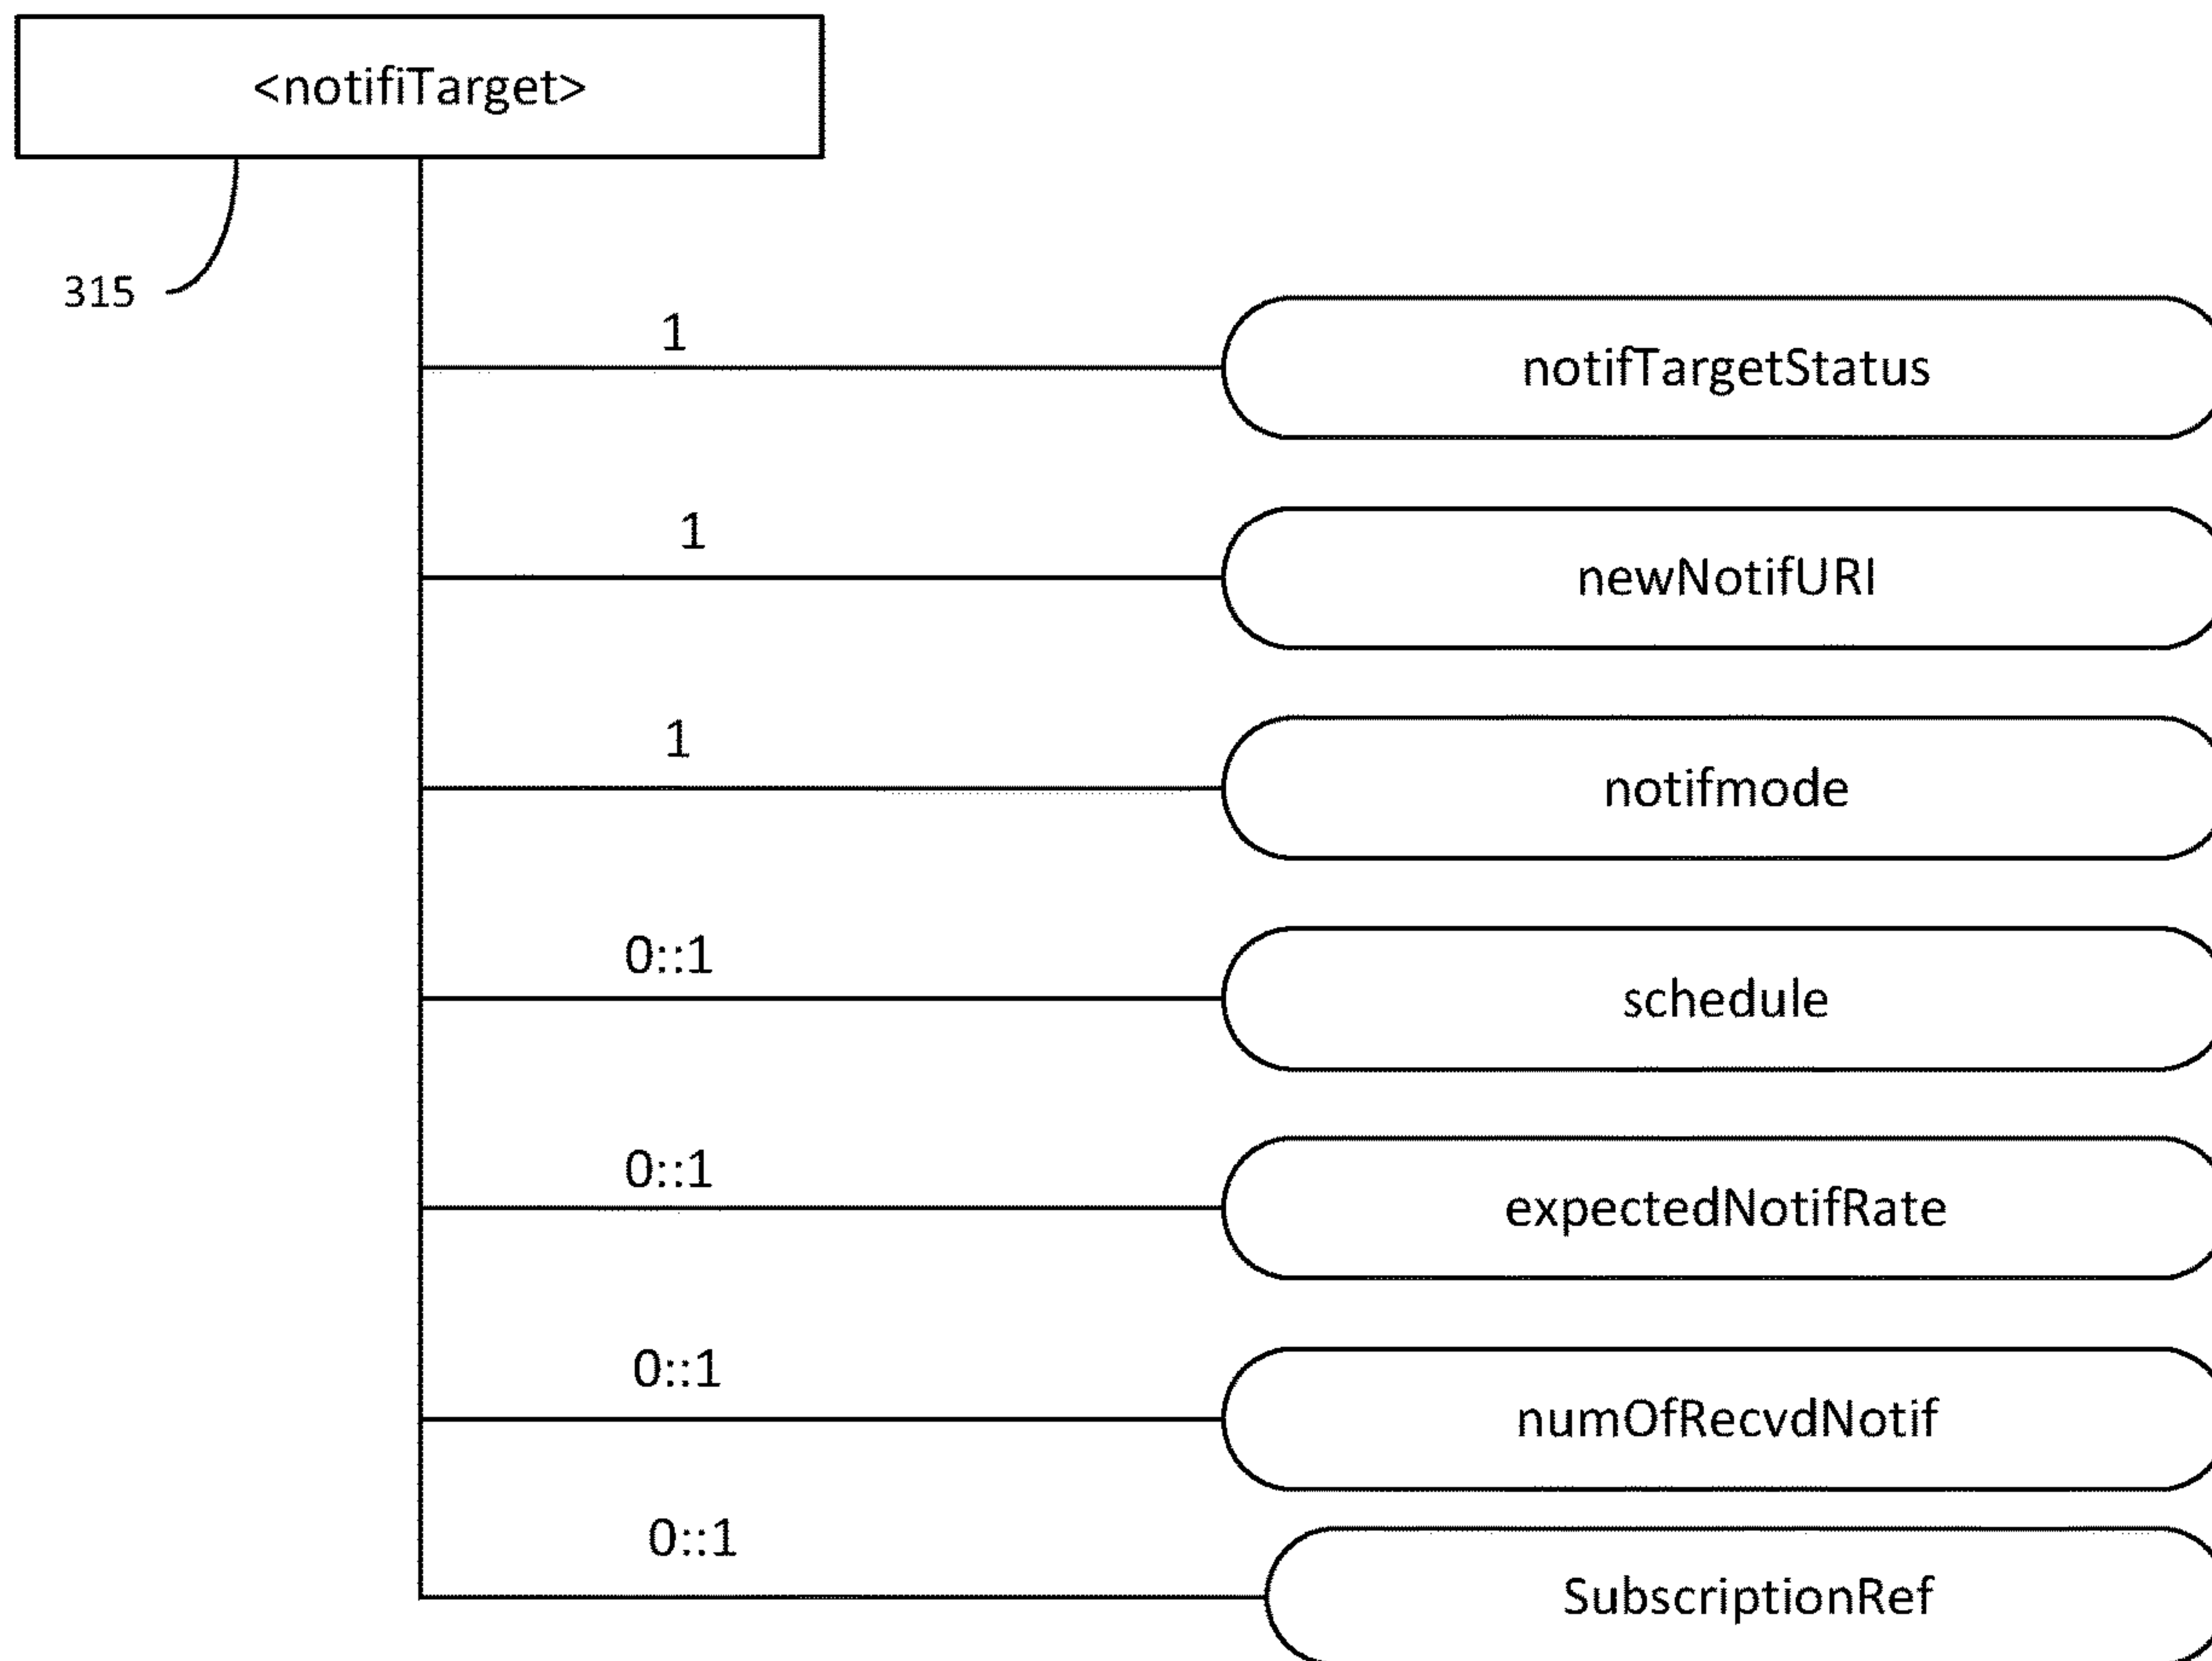 <notifiTarget>
315
1
notifTargetStatus
1
newNotifURI
1
notifmode
0::1
schedule
0::1
expectedNotifRate
0::1
numOfRecvdNotif
0::1
SubscriptionRef